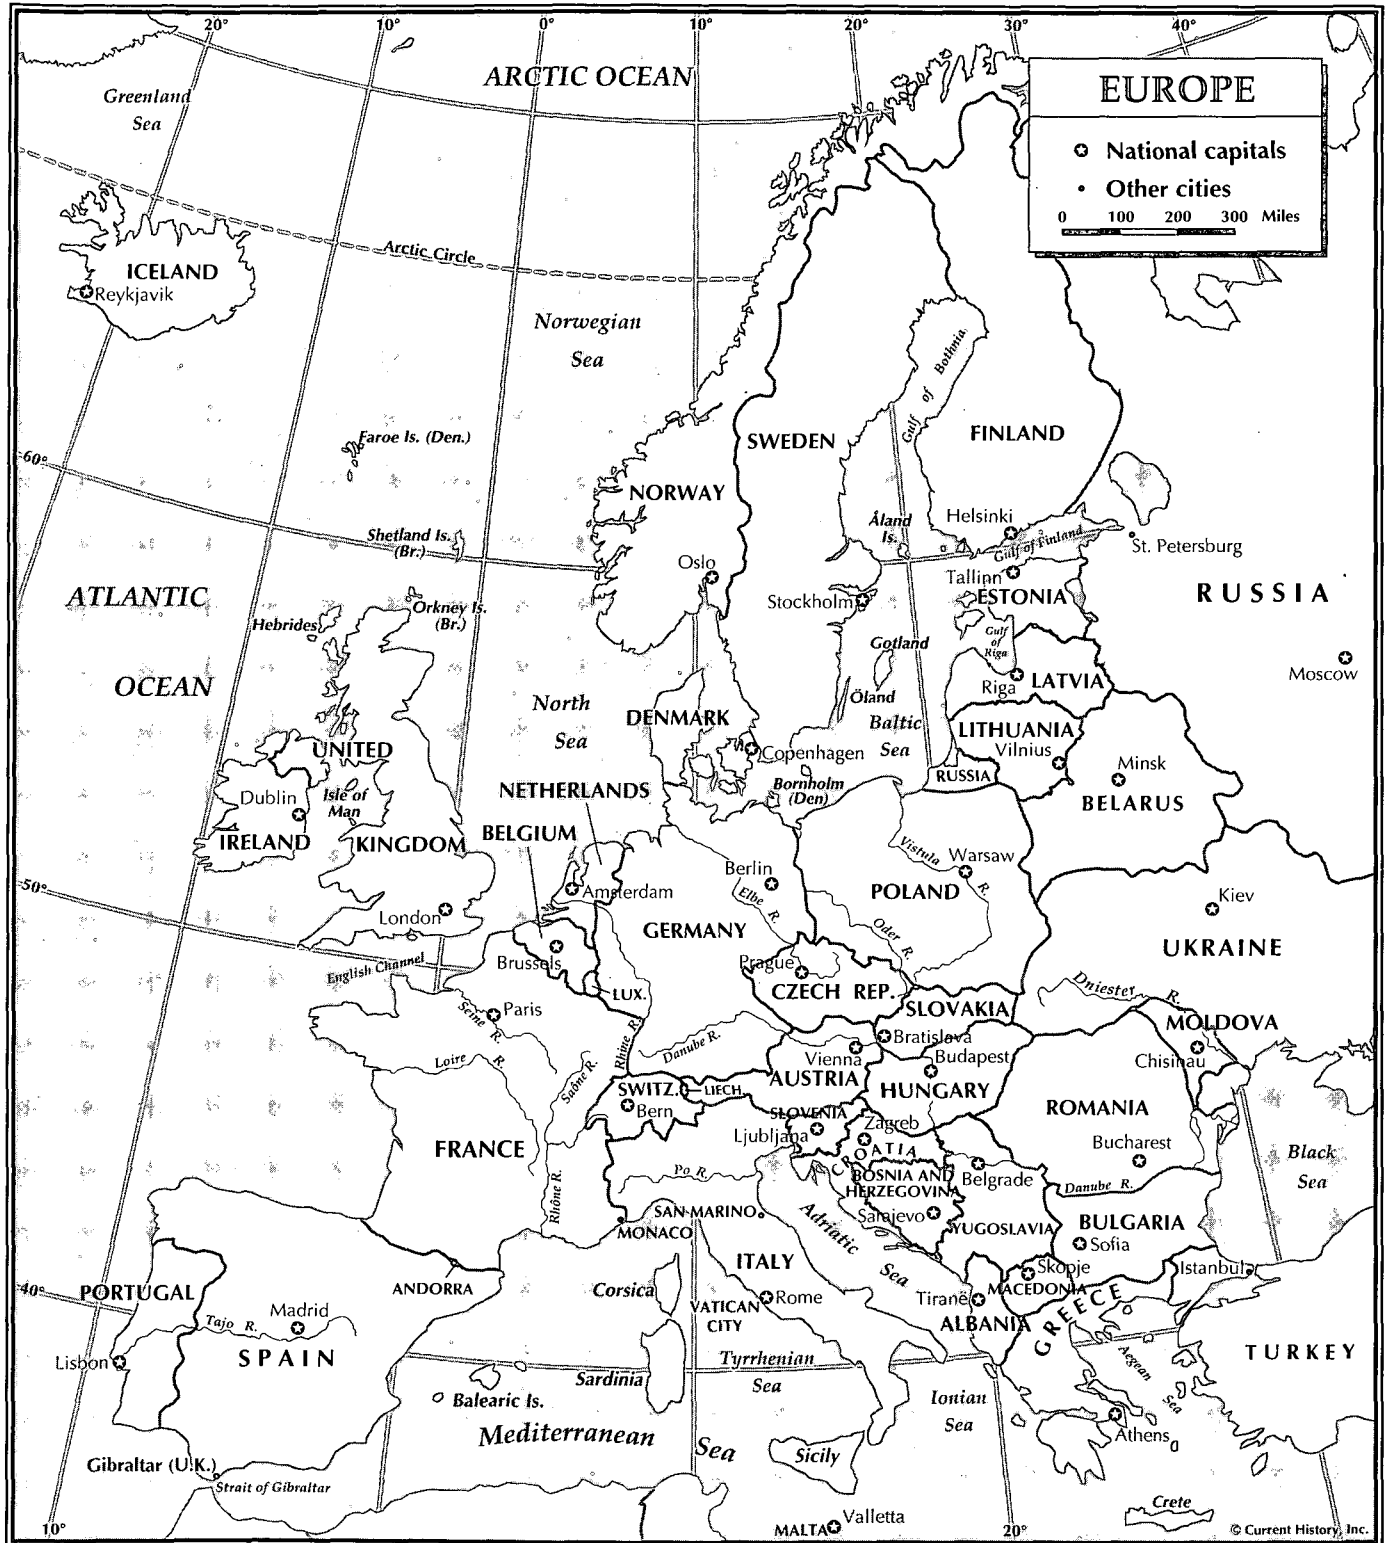 20°
10°
0°
20°
30°
40°
ARCTIC OCEAN
EUROPE
National capitals
Other cities
0 100 200 300 Miles
Greenland
Sea
Arctic Circle
ICELAND
Reykjavik
Norwegian
Sea
Gulf of Bothnia
Faroe Is. (Den.)
60°
SWEDEN
FINLAND
NORWAY
Shetland Is.
(Br.)
Åland
Is.
Helsinki
Gulf of Finland
St. Petersburg
Oslo
Tallinn
ESTONIA
RUSSIA
ATLANTIC
OCEAN
Orkney Is.
(Br.)
Hebrides
Stockholm
Gotland
Gulf
of
Riga
Moscow
Riga
LATVIA
Öland
North
Sea
DENMARK
Baltic
Sea
LITHUANIA
Vilnius
Copenhagen
UNITED
KINGDOM
RUSSIA
Minsk
BELARUS
Bornholm
(Den)
NETHERLANDS
Dublin
IRELAND
Isle of
Man
BELGIUM
Vistula R.
Warsaw
POLAND
Berlin
Elbe R.
Amsterdam
50°
London
GERMANY
Oder R.
Kiev
UKRAINE
English Channel
Brussels
Prague
CZECH REP.
LUX.
SLOVAKIA
Dniester R.
Paris
Seine R.
MOLDOVA
Chisinau
Rhine R.
Danube R.
Bratislava
Vienna
Budapest
Loire R.
Saône R.
AUSTRIA
HUNGARY
SWITZ.
LIECH.
Bern
ROMANIA
SLOVENIA
Ljubljana
Zagreb
CROATIA
Bucharest
FRANCE
Black
Sea
Po R.
BOSNIA AND
HERZEGOVINA
Belgrade
Danube R.
Rhône R.
SAN MARINO
MONACO
Adriatic
Sea
Sarajevo
YUGOSLAVIA
BULGARIA
Sofia
ITALY
Skopje
Istanbul
MACEDONIA
40°
PORTUGAL
ANDORRA
Corsica
VATICAN
CITY
Rome
Tiranë
ALBANIA
GREECE
Madrid
Tajo R.
Lisbon
SPAIN
Tyrrhenian
Sea
Aegean
Sea
TURKEY
Sardinia
Balearic Is.
Ionian
Sea
Mediterranean Sea
Athens
Sicily
Gibraltar (U.K.)
Strait of Gibraltar
Crete
Valletta
MALTA
10°
20°
© Current History, Inc.